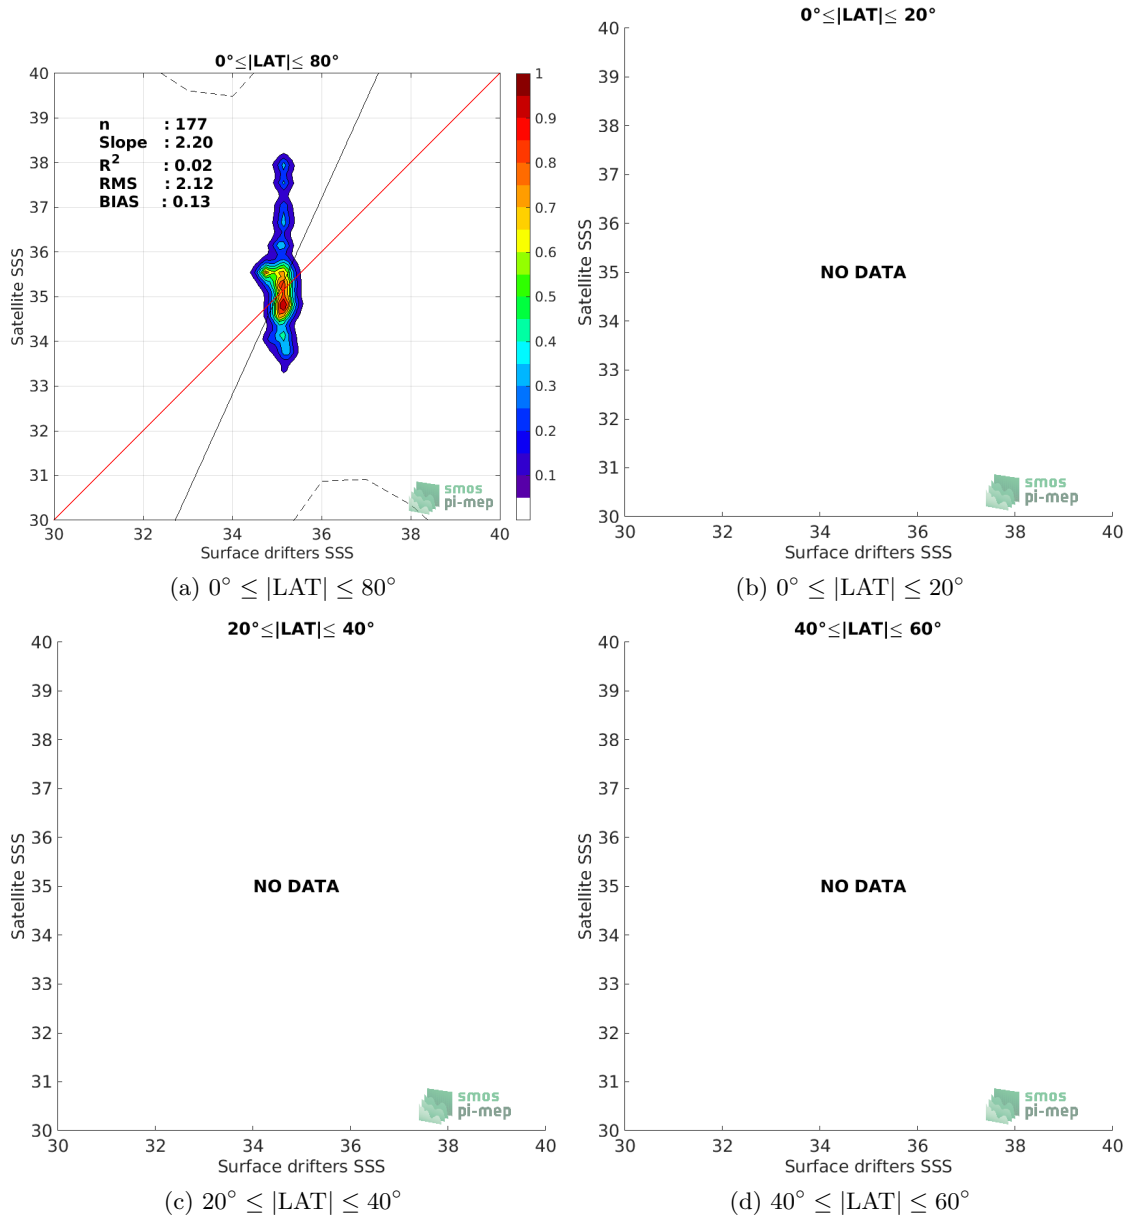 0°≤|LAT|≤ 80°
40
39
38
37
36
35
34
33
32
31
30
Satellite SSS
n : 177
Slope : 2.20
R² : 0.02
RMS : 2.12
BIAS : 0.13
1
0.9
0.8
0.7
0.6
0.5
0.4
0.3
0.2
0.1
smos
pi-mep
30 32 34 36 38 40
Surface drifters SSS
(a) 0° ≤ |LAT| ≤ 80°
0°≤|LAT|≤ 20°
40
39
38
37
36
35
34
33
32
31
30
Satellite SSS
NO DATA
smos
pi-mep
30 32 34 36 38 40
Surface drifters SSS
(b) 0° ≤ |LAT| ≤ 20°
20°≤|LAT|≤ 40°
40
39
38
37
36
35
34
33
32
31
30
Satellite SSS
NO DATA
smos
pi-mep
30 32 34 36 38 40
Surface drifters SSS
(c) 20° ≤ |LAT| ≤ 40°
40°≤|LAT|≤ 60°
40
39
38
37
36
35
34
33
32
31
30
Satellite SSS
NO DATA
smos
pi-mep
30 32 34 36 38 40
Surface drifters SSS
(d) 40° ≤ |LAT| ≤ 60°